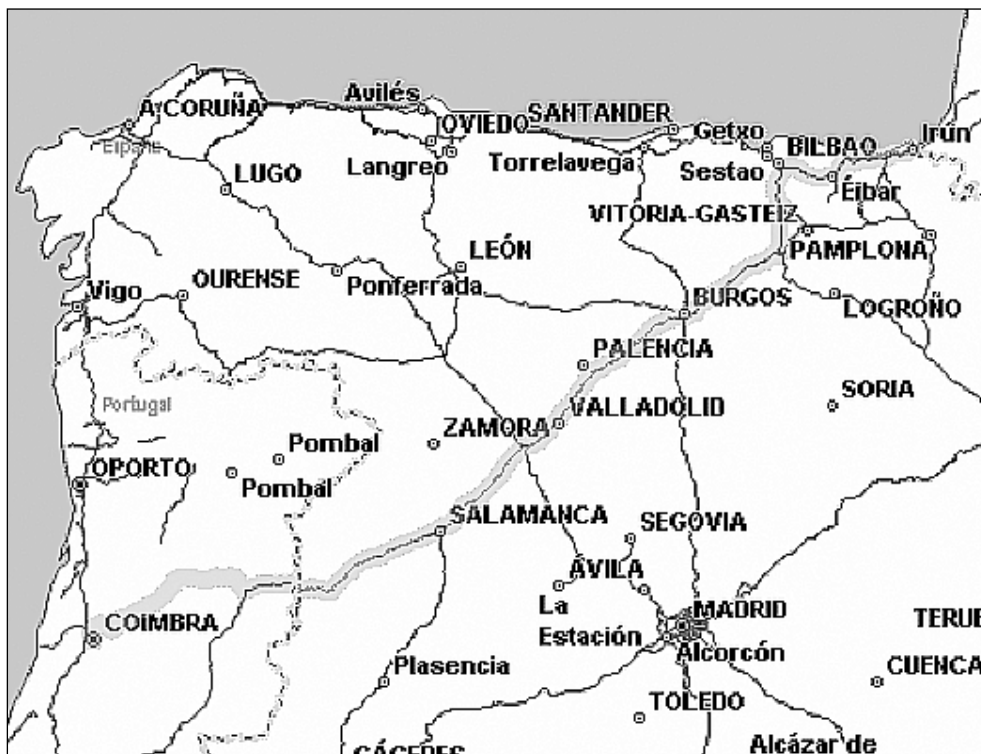 Avilés
A CORUÑA
SANTANDER
OVIEDO
Getxo
BILBAO
Irún
Langreo
Torrelavega
Sestao
Éibar
LUGO
VITORIA-GASTEIZ
LEÓN
PAMPLONA
OURENSE
Ponferrada
Vigo
BURGOS
LOGROÑO
PALENCIA
SORIA
Portugal
VALLADOLID
ZAMORA
Pombal
OPORTO
Pombal
SALAMANCA
SEGOVIA
ÁVILA
La
Estación
MADRID
COIMBRA
TERUE
Alcorcón
Plasencia
CUENCA
TOLEDO
CÁCERES
Alcázar de